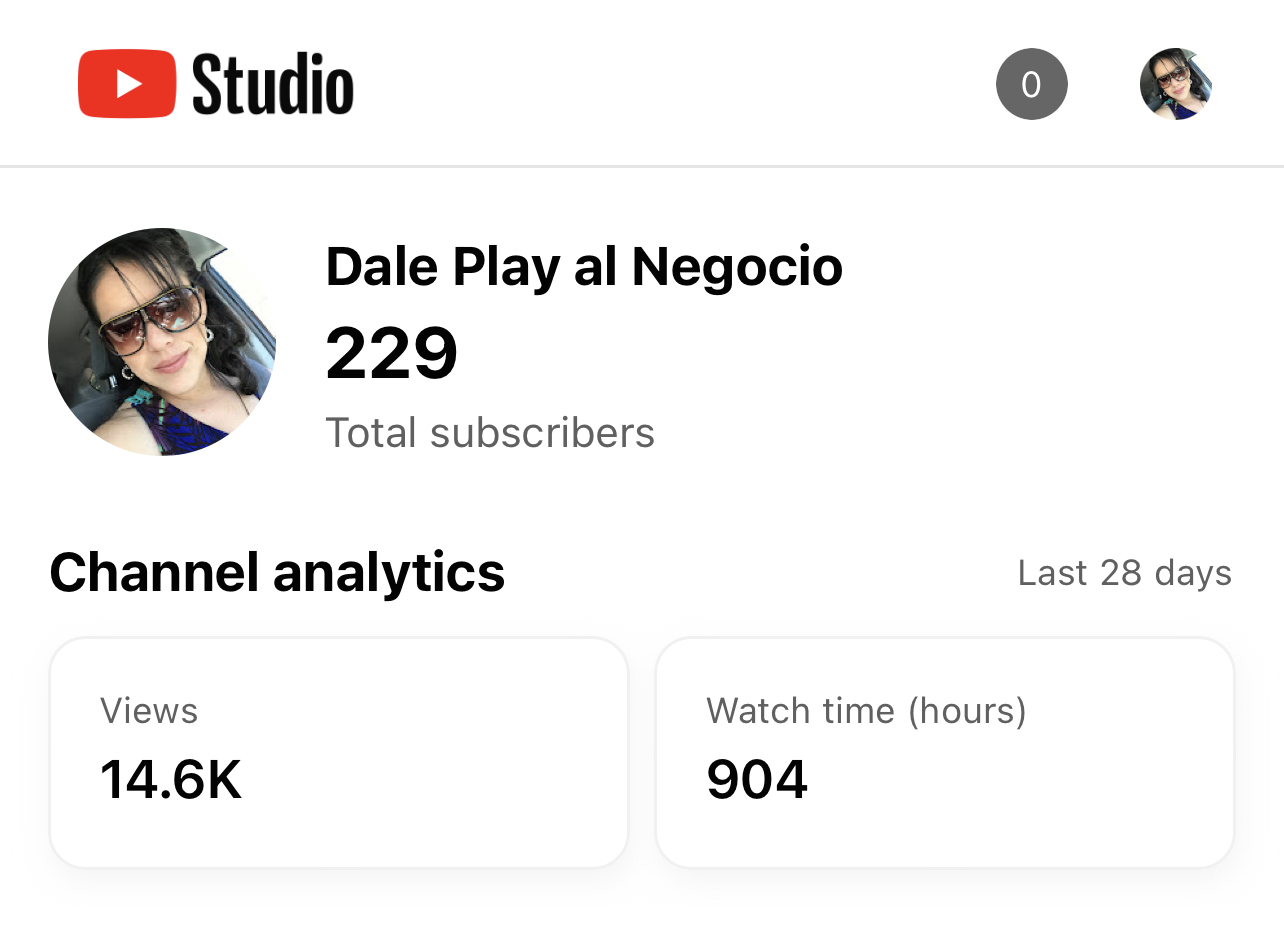 Studio
0
Dale Play al Negocio
229
Total subscribers
Channel analytics
Last 28 days
Views
14.6K
Watch time (hours)
904